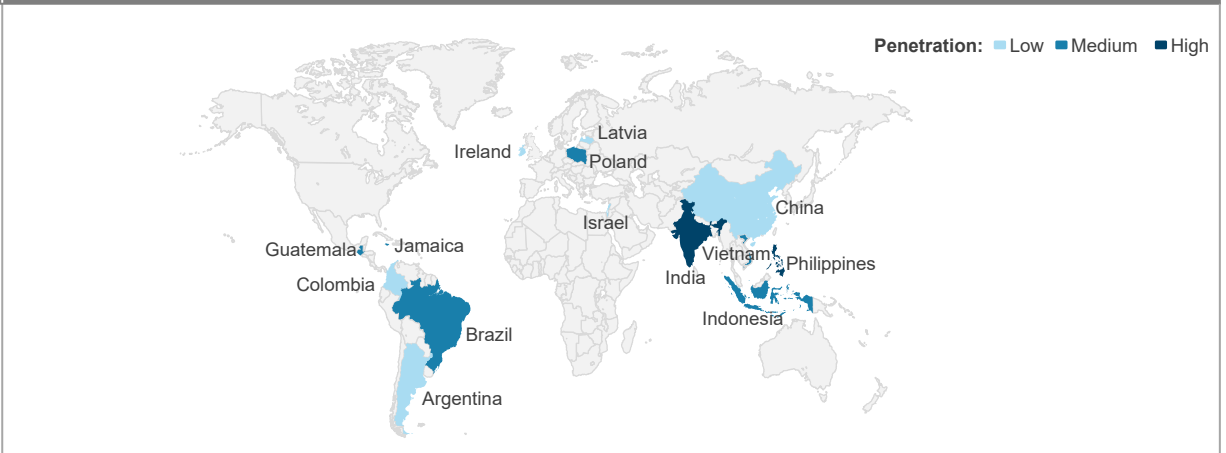 Penetration: Low Medium High
Latvia
Ireland
Poland
China
Israel
Guatemala
Jamaica
Vietnam
Philippines
India
Colombia
Indonesia
Brazil
Argentina